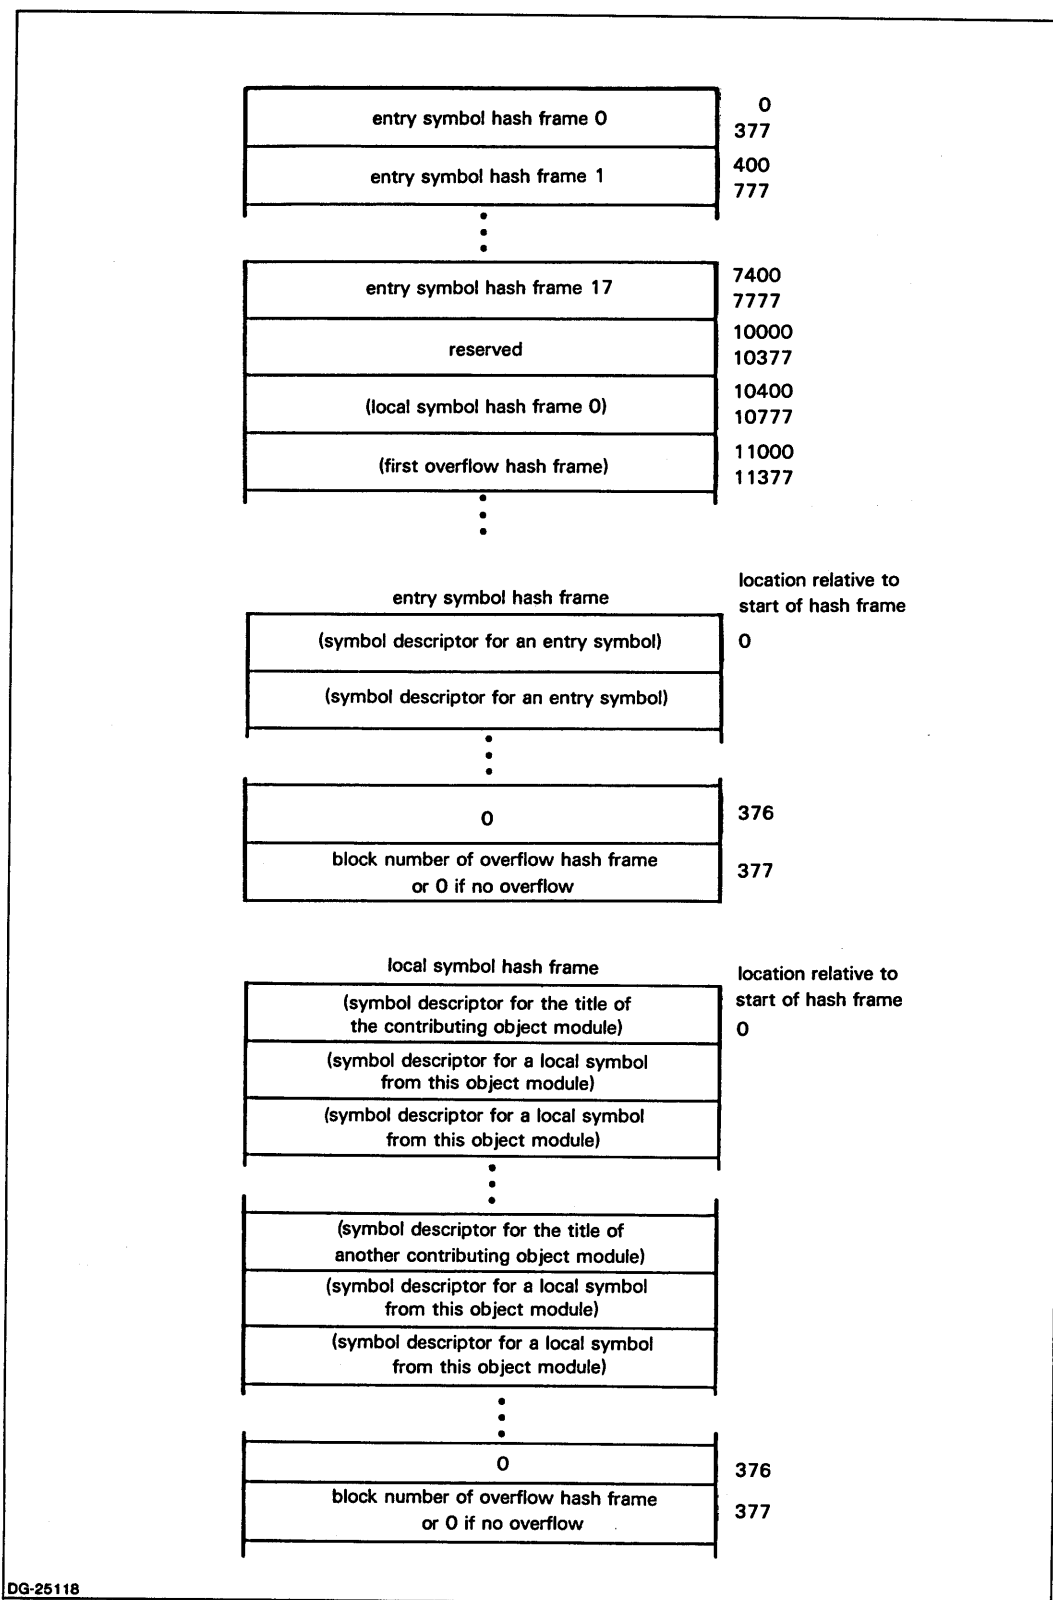 entry symbol hash frame 0
0
377
entry symbol hash frame 1
400
777
entry symbol hash frame 17
7400
7777
reserved
10000
10377
(local symbol hash frame 0)
10400
10777
(first overflow hash frame)
11000
11377
location relative to
start of hash frame
entry symbol hash frame
(symbol descriptor for an entry symbol)
0
(symbol descriptor for an entry symbol)
0
376
block number of overflow hash frame
or 0 if no overflow
377
local symbol hash frame
location relative to
start of hash frame
(symbol descriptor for the title of
the contributing object module)
0
(symbol descriptor for a local symbol
from this object module)
(symbol descriptor for a local symbol
from this object module)
(symbol descriptor for the title of
another contributing object module)
(symbol descriptor for a local symbol
from this object module)
(symbol descriptor for a local symbol
from this object module)
0
376
block number of overflow hash frame
or 0 if no overflow
377
DG-25118